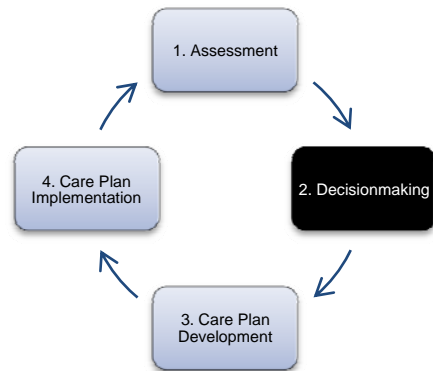 1. Assessment
2. Decisionmaking
3. Care Plan
Development
4. Care Plan
Implementation